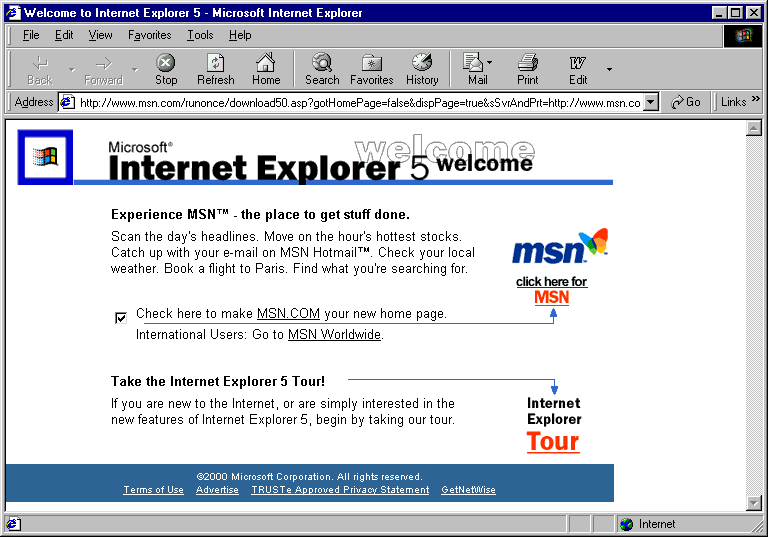 Welcome to Internet Explorer 5 - Microsoft Internet Explorer
File Edit View Favorites Tools Help
Back Forward Stop Refresh Home Search Favorites History Mail Print Edit
Address http://www.msn.com/runonce/download50.asp?gotHomePage=false&dispPage=true&sSvrAndPrt=http://www.msn.co Go Links »
welcome
Microsoft®
Internet Explorer 5 welcome
Experience MSN™ - the place to get stuff done.
Scan the day's headlines. Move on the hour's hottest stocks.
Catch up with your e-mail on MSN Hotmail™. Check your local
weather. Book a flight to Paris. Find what you're searching for.
msn
click here for
MSN
Check here to make MSN.COM your new home page.
International Users: Go to MSN Worldwide.
Take the Internet Explorer 5 Tour!
If you are new to the Internet, or are simply interested in the
new features of Internet Explorer 5, begin by taking our tour.
Internet
Explorer
Tour
©2000 Microsoft Corporation. All rights reserved.
Terms of Use Advertise TRUSTe Approved Privacy Statement GetNetWise
Internet